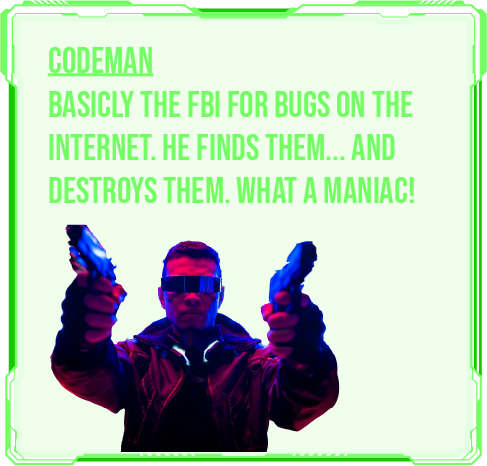 CODEMAN
BASICLY THE FBI FOR BUGS ON THE
INTERNET. HE FINDS THEM... AND
DESTROYS THEM. WHAT A MANIAC!